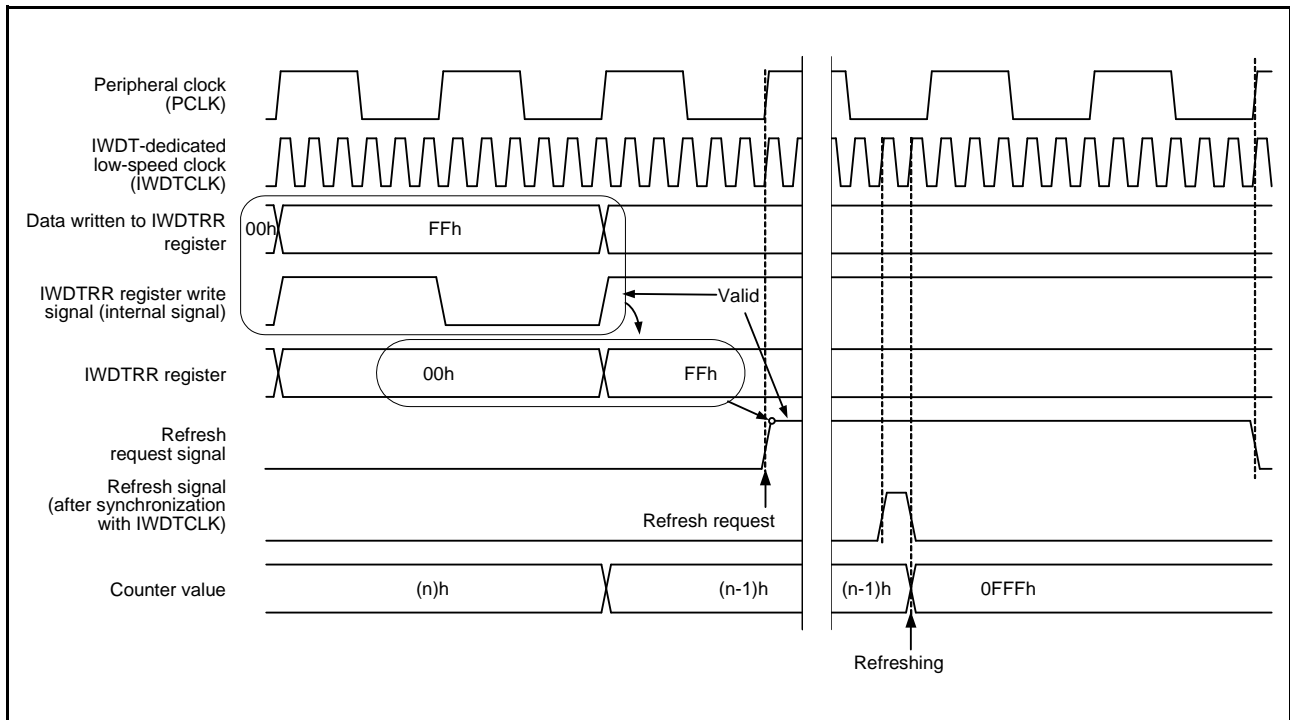 Peripheral clock
(PCLK)
IWDT-dedicated
low-speed clock
(IWDTCLK)
Data written to IWDTRR
register
00h
FFh
IWDTRR register write
signal (internal signal)
Valid
IWDTRR register
00h
FFh
Refresh
request signal
Refresh signal
(after synchronization
with IWDTCLK)
Refresh request
Counter value
(n)h
(n-1)h
(n-1)h
0FFFh
Refreshing